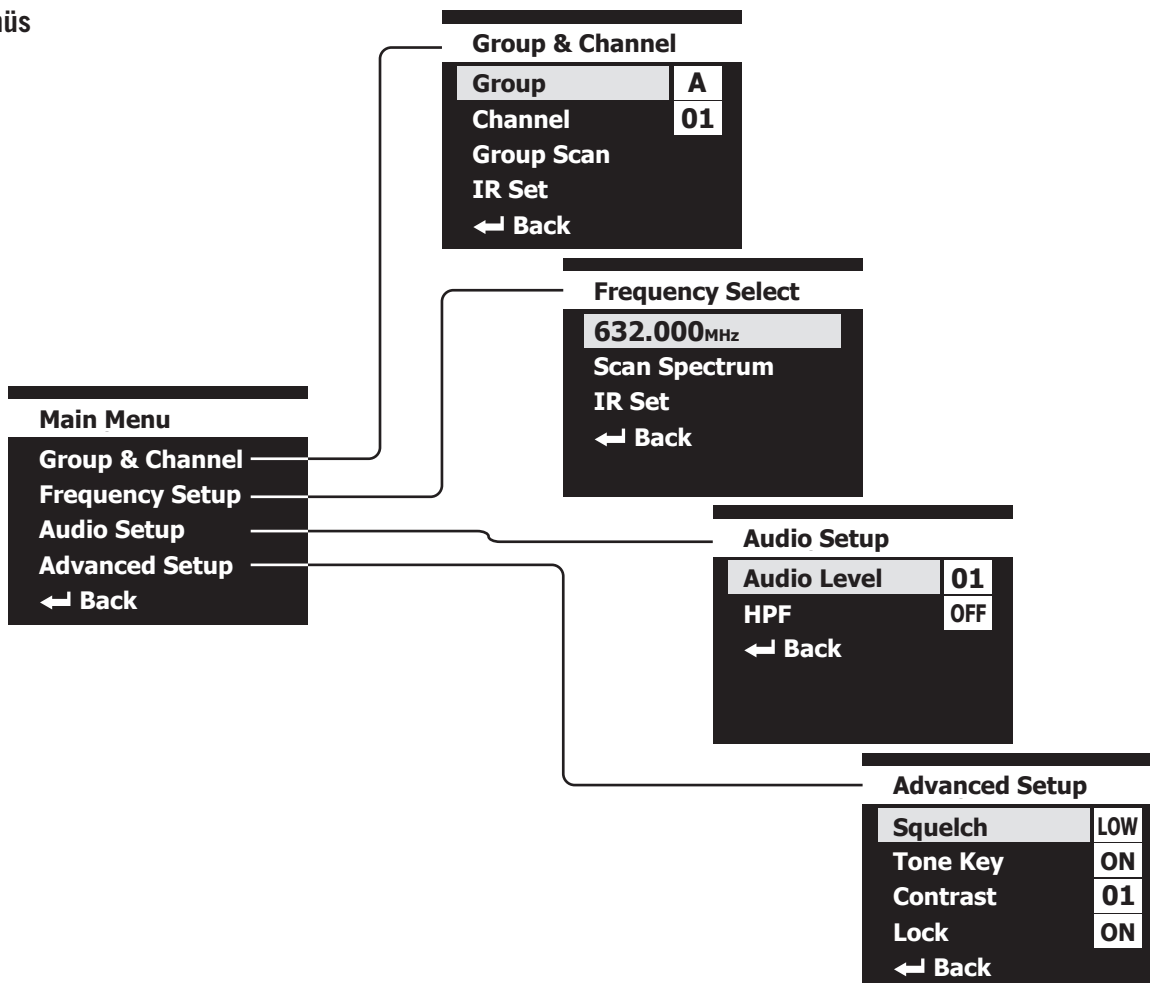 Group & Channel
Group A
Channel 01
Group Scan
IR Set
Back
Frequency Select
632.000MHz
Scan Spectrum
IR Set
Back
Main Menu
Group & Channel
Frequency Setup
Audio Setup
Advanced Setup
Back
Audio Setup
Audio Level 01
HPF OFF
Back
Advanced Setup
Squelch LOW
Tone Key ON
Contrast 01
Lock ON
Back